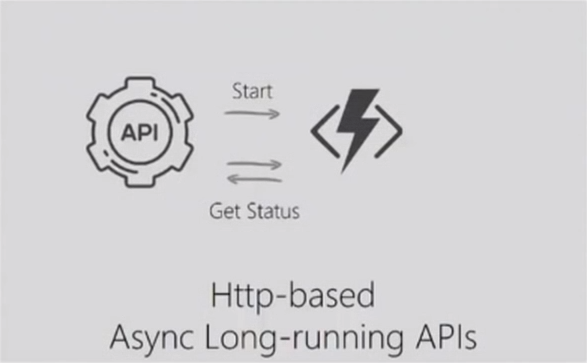 Start
API
Get Status
Http-based
Async Long-running APIs